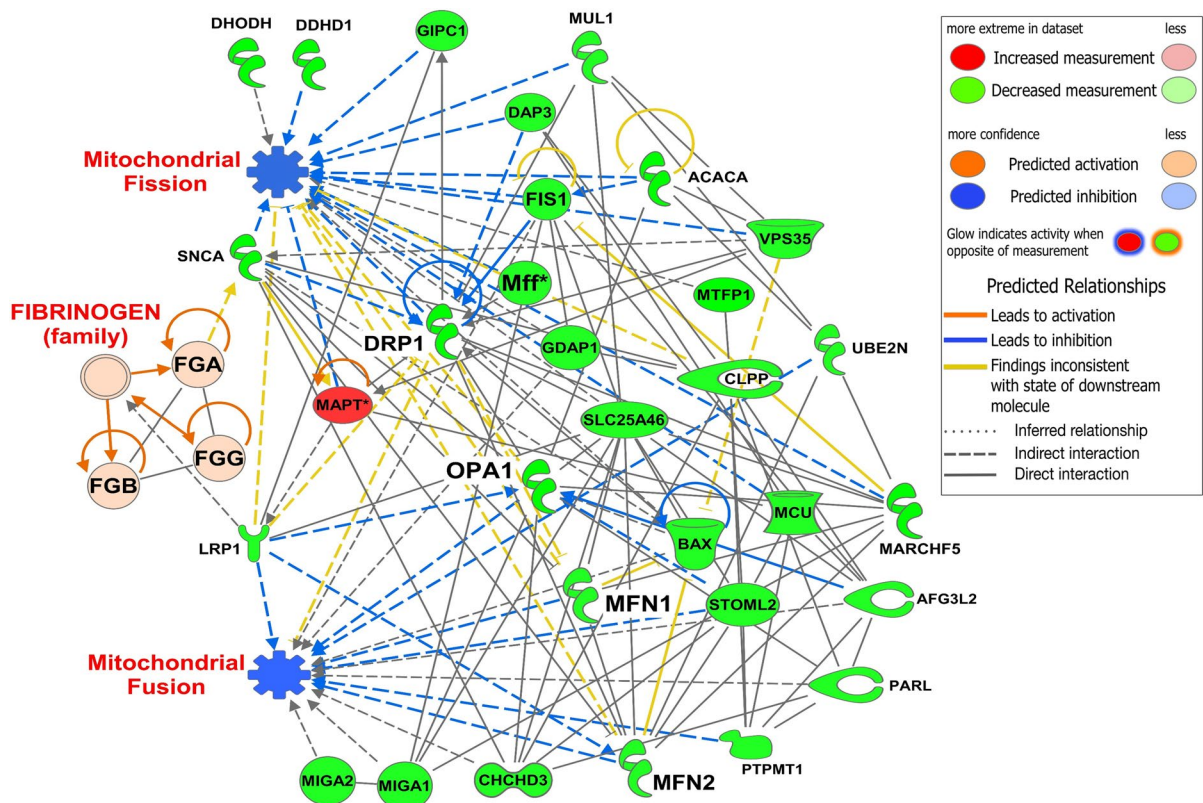 DHODH
DDHD1
GIPC1
MUL1
DAP3
Mitochondrial
Fission
FIS1
ACACA
VPS35
SNCA
Mff*
MTFP1
FIBRINOGEN
(family)
DRP1
GDAP1
UBE2N
FGA
CLPP
MAPT*
SLC25A46
FGG
OPA1
FGB
MCU
LRP1
BAX
MARCHF5
MFN1
STOML2
AFG3L2
Mitochondrial
Fusion
PARL
MIGA2
MIGA1
CHCHD3
MFN2
PTPMT1
more extreme in dataset
less
Increased measurement
Decreased measurement
more confidence
less
Predicted activation
Predicted inhibition
Glow indicates activity when
opposite of measurement
Predicted Relationships
Leads to activation
Leads to inhibition
Findings inconsistent
with state of downstream
molecule
Inferred relationship
Indirect interaction
Direct interaction